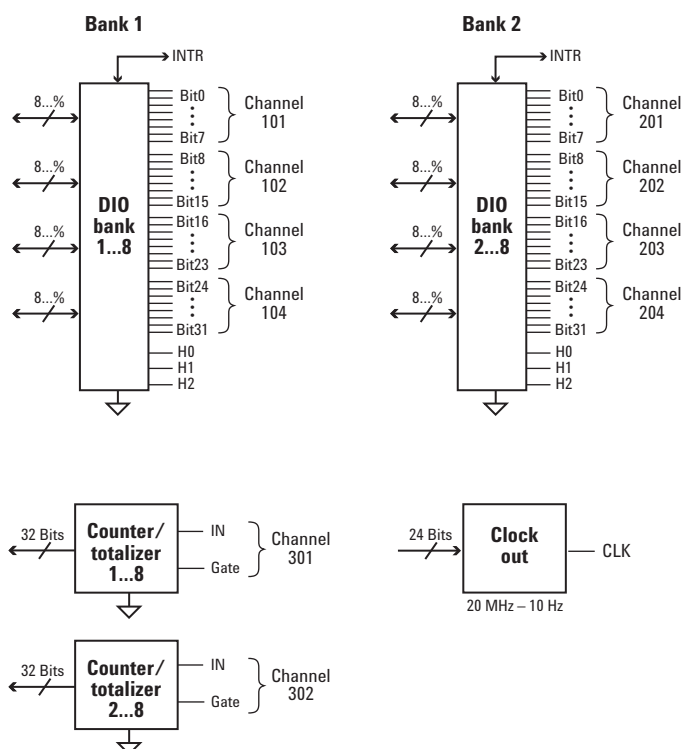 Bank 1
INTR
8...%
8...%
8...%
8...%
DIO
bank
1...8
Bit0
Bit7
Channel
101
Bit8
Bit15
Channel
102
Bit16
Bit23
Channel
103
Bit24
Bit31
Channel
104
H0
H1
H2
Bank 2
INTR
8...%
8...%
8...%
8...%
DIO
bank
2...8
Bit0
Bit7
Channel
201
Bit8
Bit15
Channel
202
Bit16
Bit23
Channel
203
Bit24
Bit31
Channel
204
H0
H1
H2
32 Bits
Counter/
totalizer
1...8
IN
Gate
Channel
301
24 Bits
Clock
out
CLK
20 MHz – 10 Hz
32 Bits
Counter/
totalizer
2...8
IN
Gate
Channel
302